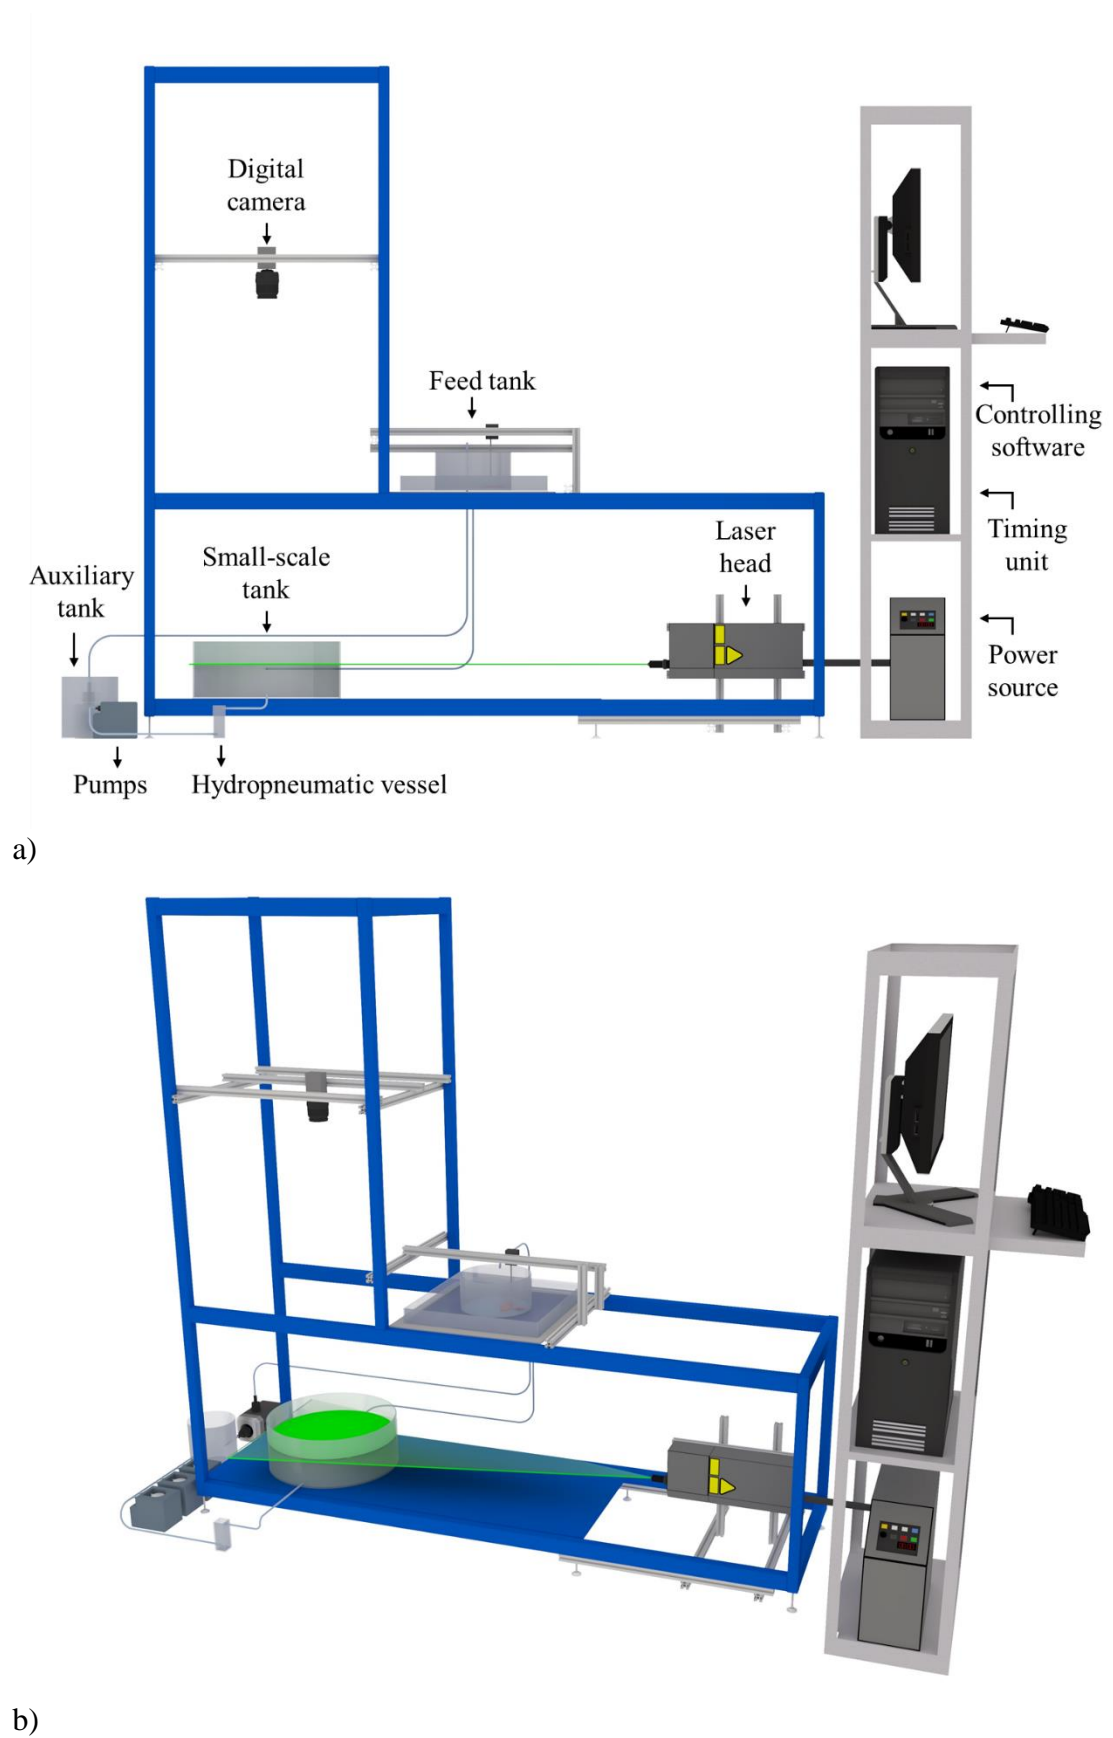 Digital
camera
Feed tank
Controlling
software
Laser
head
Timing
unit
Small-scale
tank
Auxiliary
tank
Power
source
Pumps
Hydropneumatic vessel
a)
b)